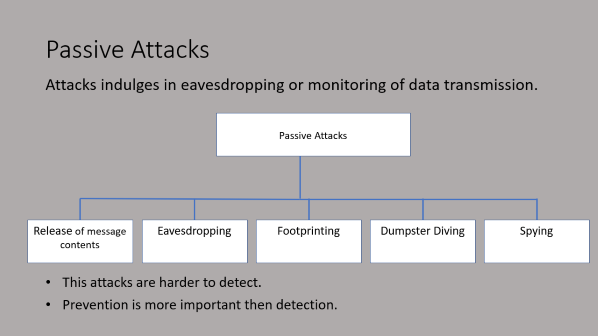 Passive Attacks
Attacks indulges in eavesdropping or monitoring of data transmission.
Passive Attacks
Release of message
contents
Eavesdropping
Footprinting
Dumpster Diving
Spying
• This attacks are harder to detect.
• Prevention is more important then detection.